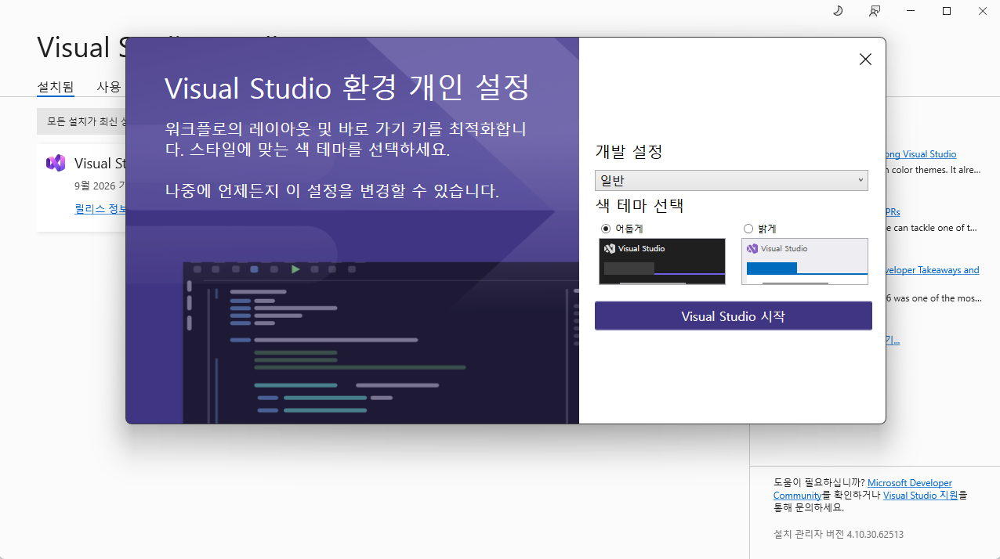 Visual S
설치됨
사용
모든 설치가 최신
Visual St
9월 2026
릴리스 정보
Visual Studio 환경 개인 설정
워크플로의 레이아웃 및 바로 가기 키를 최적화합니
다. 스타일에 맞는 색 테마를 선택하세요.
나중에 언제든지 이 설정을 변경할 수 있습니다.
개발 설정
일반
색 테마 선택
어둡게
밝게
Visual Studio
Visual Studio
Visual Studio 시작
ong Visual Studio
n color themes. It alre...
PRs
e can tackle one of t...
veloper Takeaways and
6 was one of the mos...
기...
도움이 필요하십니까? Microsoft Developer
Community를 확인하거나 Visual Studio 지원을
통해 문의하세요.
설치 관리자 버전 4.10.30.62513